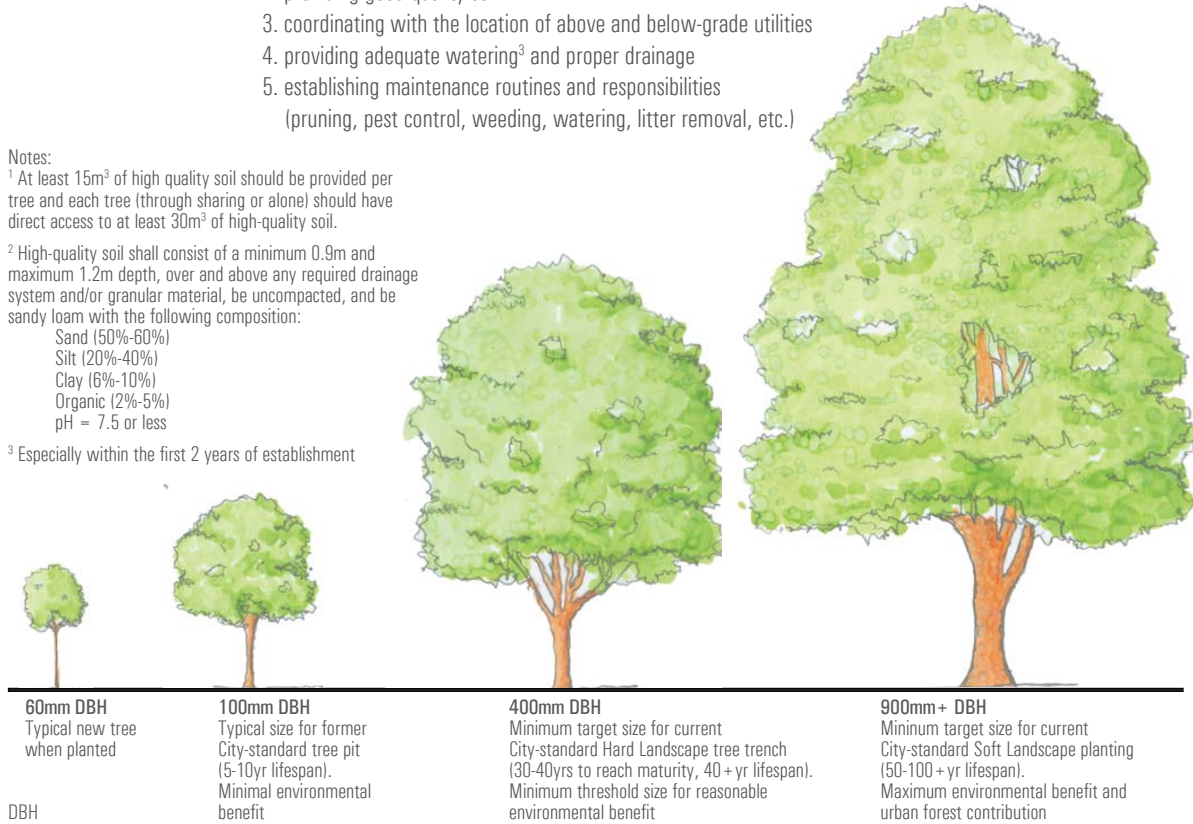 3. coordinating with the location of above and below-grade utilities
4. providing adequate watering³ and proper drainage
5. establishing maintenance routines and responsibilities
(pruning, pest control, weeding, watering, litter removal, etc.)
Notes:
¹ At least 15m³ of high quality soil should be provided per
tree and each tree (through sharing or alone) should have
direct access to at least 30m³ of high-quality soil.
² High-quality soil shall consist of a minimum 0.9m and
maximum 1.2m depth, over and above any required drainage
system and/or granular material, be uncompacted, and be
sandy loam with the following composition:
Sand (50%-60%)
Silt (20%-40%)
Clay (6%-10%)
Organic (2%-5%)
pH = 7.5 or less
³ Especially within the first 2 years of establishment
60mm DBH
Typical new tree
when planted
DBH
100mm DBH
Typical size for former
City-standard tree pit
(5-10yr lifespan).
Minimal environmental
benefit
400mm DBH
Minimum target size for current
City-standard Hard Landscape tree trench
(30-40yrs to reach maturity, 40+yr lifespan).
Minimum threshold size for reasonable
environmental benefit
900mm+ DBH
Mininum target size for current
City-standard Soft Landscape planting
(50-100+yr lifespan).
Maximum environmental benefit and
urban forest contribution